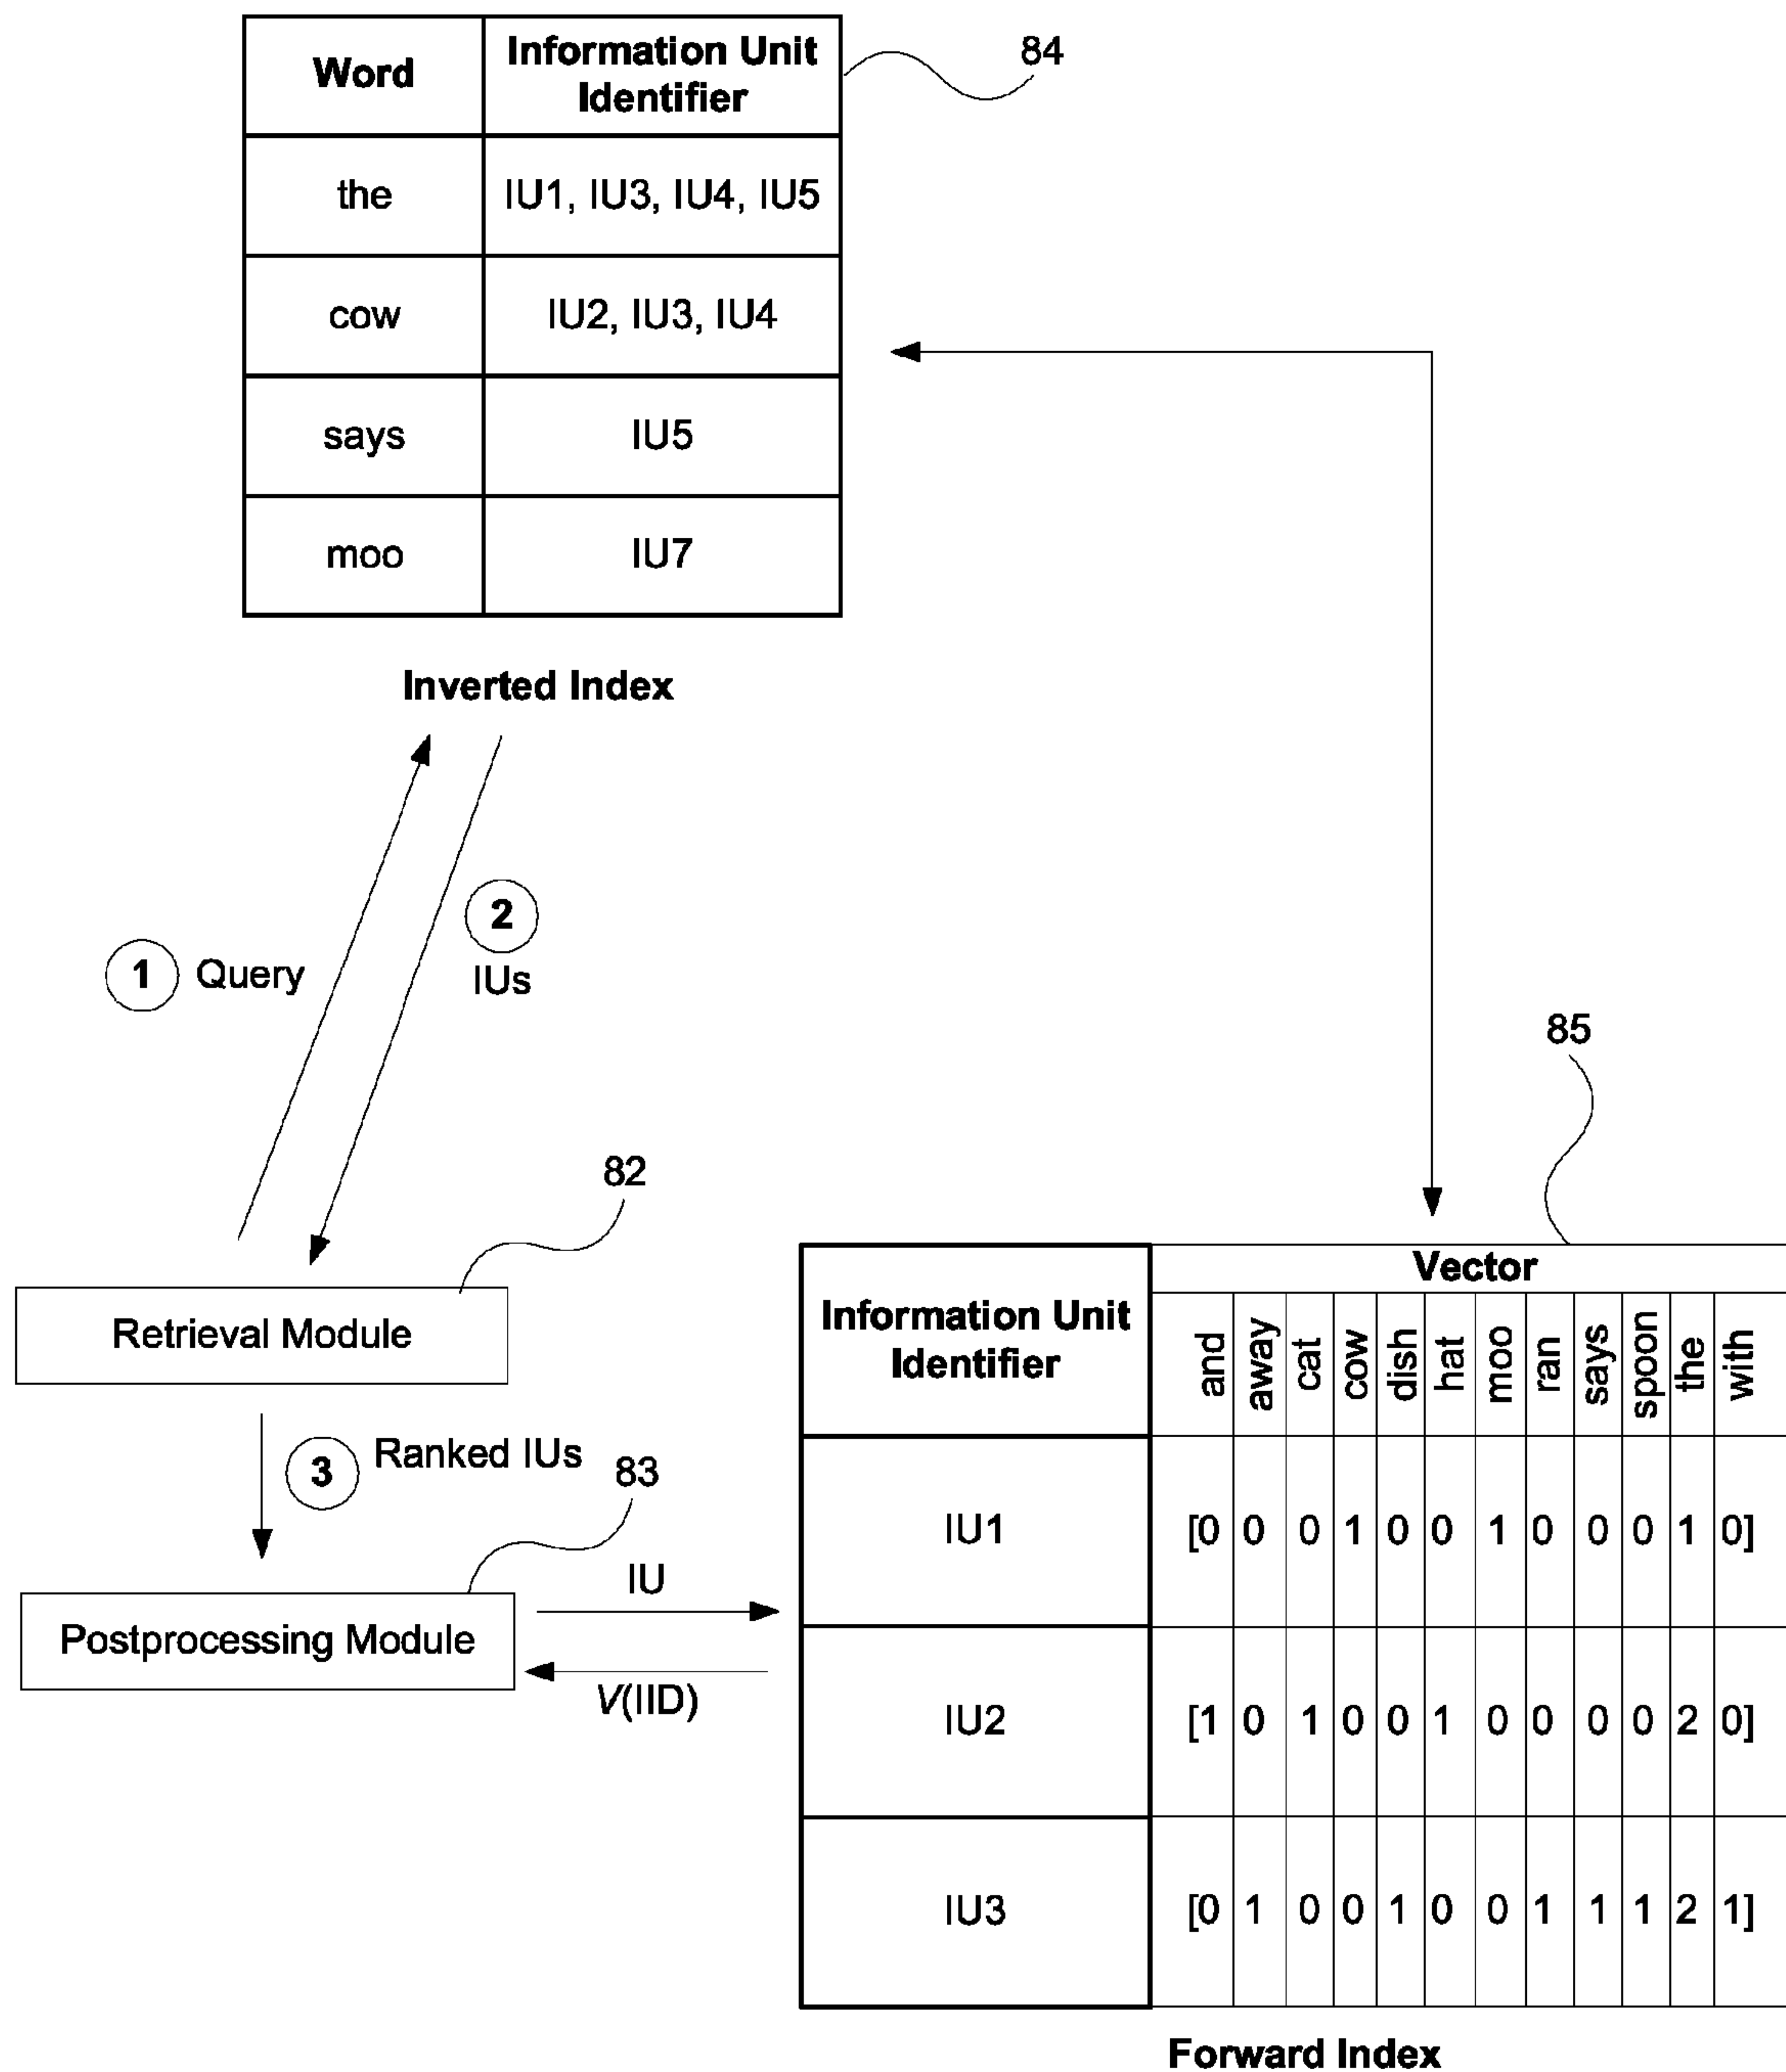 Word Information Unit Identifier
84
the IU1, IU3, IU4, IU5
cow IU2, IU3, IU4
says IU5
moo IU7
Inverted Index
1 Query
2
IUs
82
Retrieval Module
3 Ranked IUs
83
Postprocessing Module
IU
V(IID)
85
Information Unit
Identifier
Vector
and away cat cow dish hat moo ran says spoon the with
IU1 [0 0 0 1 0 0 1 0 0 0 1 0]
IU2 [1 0 1 0 0 1 0 0 0 0 2 0]
IU3 [0 1 0 0 1 0 0 1 1 1 2 1]
Forward Index